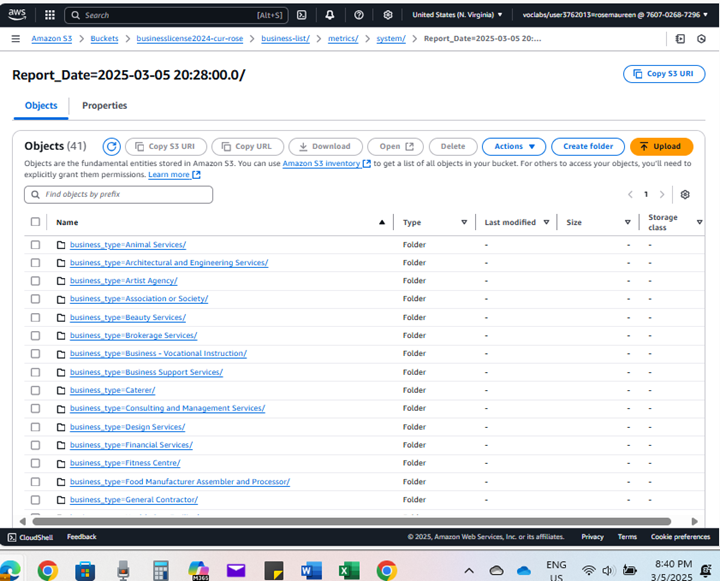 aws
Search [Alt+S]
United States (N. Virginia) ▼
voclabs/user3762013=rosemaureen @ 7607-0268-7296 ▼
Amazon S3 > Buckets > businesslicense2024-cur-rose > business-list/ > metrics/ > system/ > Report_Date=2025-03-05 20:28:00.0/...
Report_Date=2025-03-05 20:28:00.0/
Copy S3 URI
Objects Properties
Objects (41)
Copy S3 URI
Copy URL
Download
Open
Delete
Actions
Create folder
Upload
Objects are the fundamental entities stored in Amazon S3. You can use Amazon S3 inventory to get a list of all objects in your bucket. For others to access your objects, you'll need to
explicitly grant them permissions. Learn more
Find objects by prefix
1
Name Type Last modified Size Storage
class
business_type=Animal Services/ Folder - - -
business_type=Architectural and Engineering Services/ Folder - - -
business_type=Artist Agency/ Folder - - -
business_type=Association or Society/ Folder - - -
business_type=Beauty Services/ Folder - - -
business_type=Brokerage Services/ Folder - - -
business_type=Business - Vocational Instruction/ Folder - - -
business_type=Business Support Services/ Folder - - -
business_type=Caterer/ Folder - - -
business_type=Consulting and Management Services/ Folder - - -
business_type=Design Services/ Folder - - -
business_type=Financial Services/ Folder - - -
business_type=Fitness Centre/ Folder - - -
business_type=Food Manufacturer Assembler and Processor/ Folder - - -
business_type=General Contractor/ Folder - - -
CloudShell Feedback © 2025, Amazon Web Services, Inc. or its affiliates. Privacy Terms Cookie preferences
M365
ENG
US
8:40 PM
3/5/2025